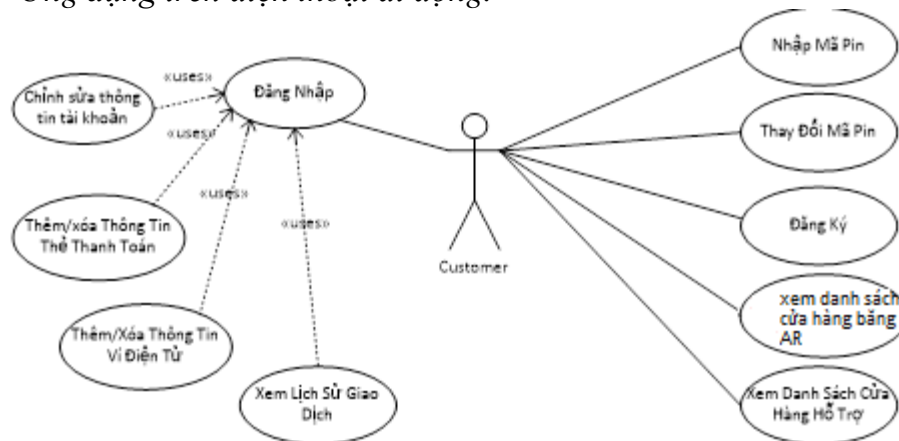 Ứng dụng trên điện thoại di động:
Nhập Mã Pin
«uses»
Đăng Nhập
Chỉnh sửa thông
tin tài khoản
«uses»
Thay Đổi Mã Pin
«uses»
Thêm/xóa Thông Tin
Thẻ Thanh Toán
«uses»
Đăng Ký
Customer
xem danh sách
cửa hàng băng
AR
Thêm/Xóa Thông Tin
Ví Điện Tử
Xem Lịch Sử Giao
Dịch
Xem Danh Sách Cửa
Hàng Hỗ Trợ